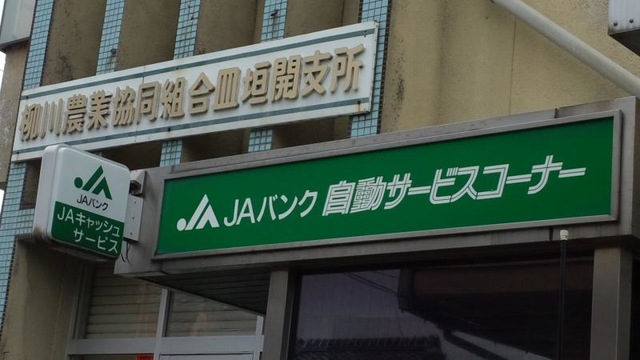 柳川農業協同組合皿垣開支所
JAバンク
JAキャッシュ
サービス
JAバンク 自動サービスコーナー